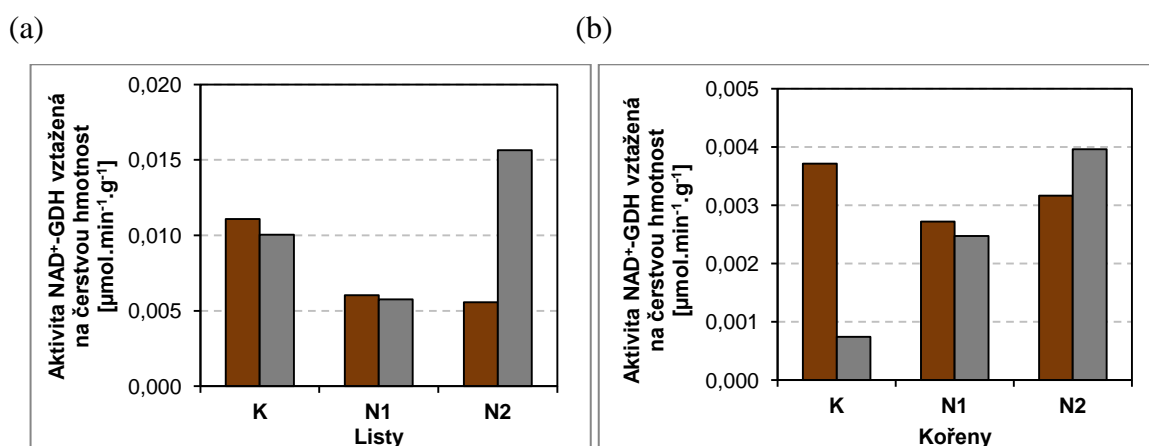 (a)
(b)
Aktivita NAD⁺-GDH vztažená
na čerstvou hmotnost
[µmol.min⁻¹·g⁻¹]
0,020
0,015
0,010
0,005
0,000
K N1 N2
Listy
Aktivita NAD⁺-GDH vztažená
na čerstvou hmotnost
[µmol.min⁻¹·g⁻¹]
0,005
0,004
0,003
0,002
0,001
0,000
K N1 N2
Kořeny